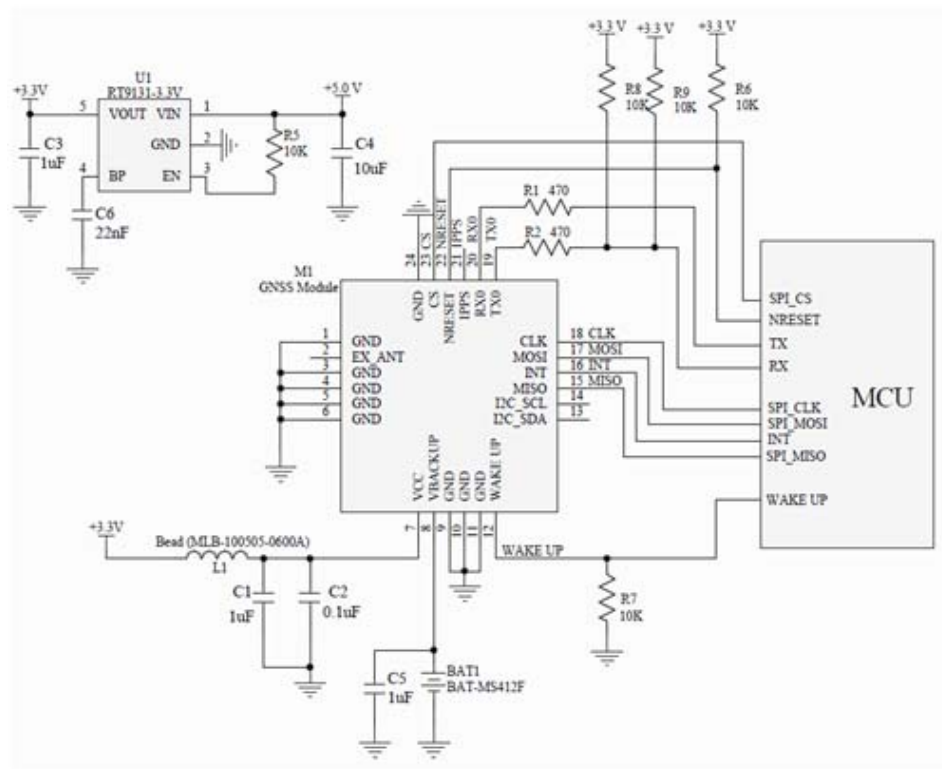 +3.3 V
+3.3 V
+3.3 V
R8
10K
R9
10K
R6
10K
U1
RT9131-3.3V
+3.3V
+5.0 V
5
VOUT
VIN
1
GND
2
4
BP
EN
3
C3
1uF
R5
10K
C4
10uF
C6
22nF
R1 470
R2 470
24
23 CS
22 NRESET
21 IPPS
20 RX0
19 TX0
M1
GNSS Module
GND
CS
NRESET
IPPS
RX0
TX0
1
GND
2
EX_ANT
3
GND
4
GND
5
GND
6
GND
CLK
18 CLK
MOSI
17 MOSI
INT
16 INT
MISO
15 MISO
I2C_SCL
14
I2C_SDA
13
VCC
VBACKUP
GND
GND
GND
WAKE UP
7
8
9
10
11
12
SPI_CS
NRESET
TX
RX
MCU
SPI_CLK
SPI_MOSI
INT
SPI_MISO
WAKE UP
+3.3V
Bead (MLB-100505-0600A)
L1
WAKE UP
C1
1uF
C2
0.1uF
R7
10K
C5
1uF
BAT1
BAT-MS412F